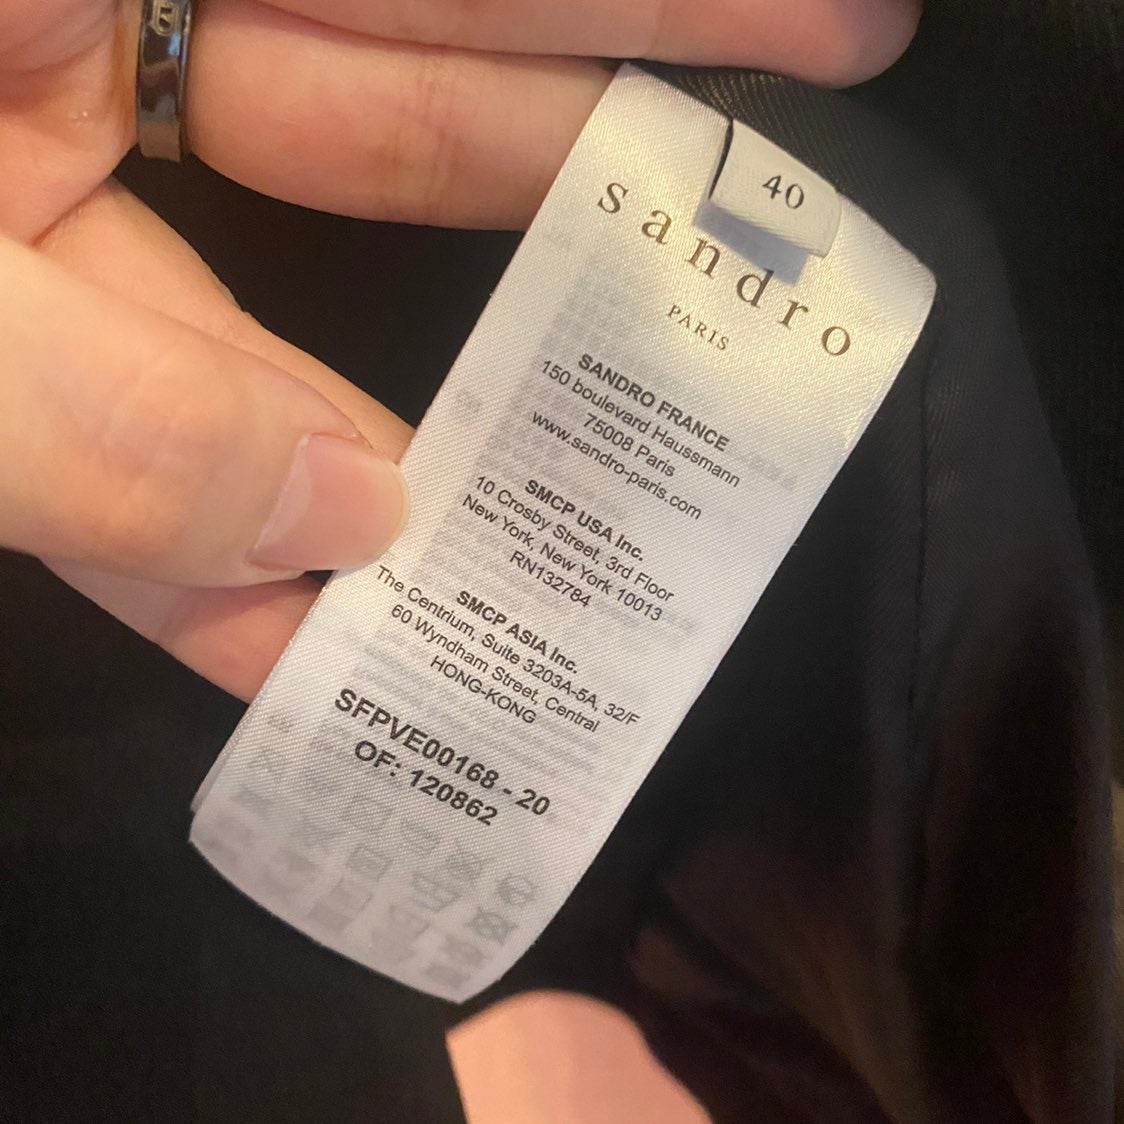 40
sandro
PARIS
SANDRO FRANCE
150 boulevard Haussmann
75008 Paris
www.sandro-paris.com
SMCP USA Inc.
10 Crosby Street, 3rd Floor
New York, New York 10013
RN132784
SMCP ASIA Inc.
The Centrium, Suite 3203A-5A, 32/F
60 Wyndham Street, Central
HONG-KONG
SFPVE00168 - 20
OF: 120862